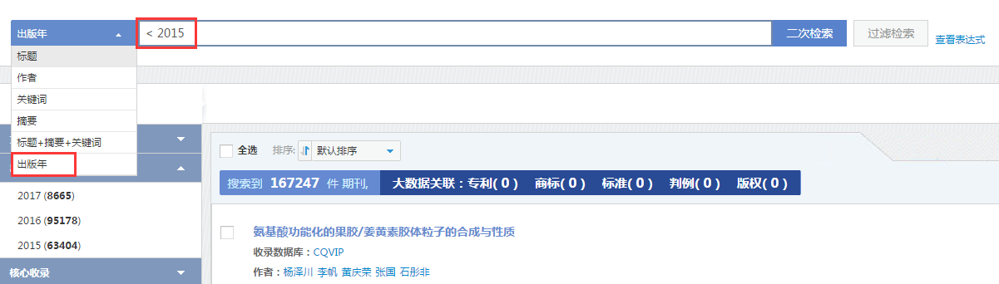 出版年 < 2015 二次检索 过滤检索 查看表达式
标题
作者
关键词
摘要
标题+摘要+关键词
出版年
全选 排序: 默认排序
搜索到 167247 件 期刊, 大数据关联：专利( 0 ) 商标( 0 ) 标准( 0 ) 判例( 0 ) 版权( 0 )
2017 (8665)
2016 (95178)
2015 (63404)
核心收录
氨基酸功能化的果胶/姜黄素胶体粒子的合成与性质
收录数据库：CQVIP
作者：杨泽川 李帆 黄庆荣 张国 石彤非